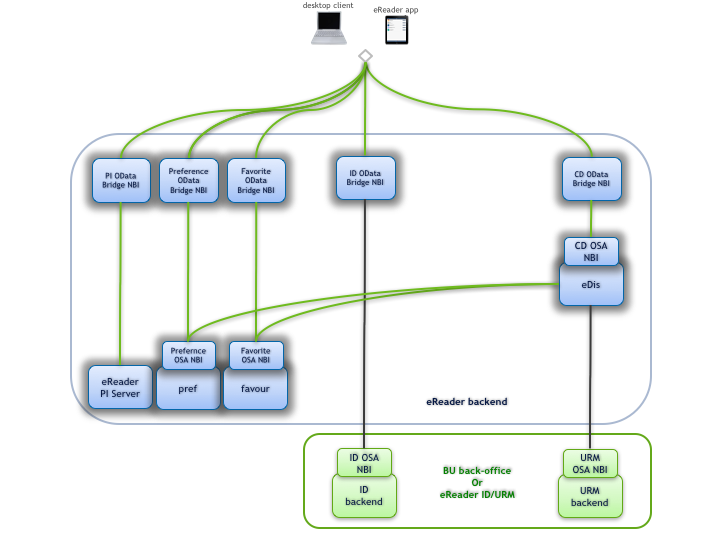 desktop client
eReader app
PI OData
Bridge NBI
Preference
OData
Bridge NBI
Favorite
OData
Bridge NBI
ID OData
Bridge NBI
CD OData
Bridge NBI
CD OSA
NBI
eDis
Prefernce
OSA NBI
Favorite
OSA NBI
eReader
PI Server
pref
favour
eReader backend
ID OSA
NBI
ID
backend
BU back-office
Or
eReader ID/URM
URM
OSA NBI
URM
backend